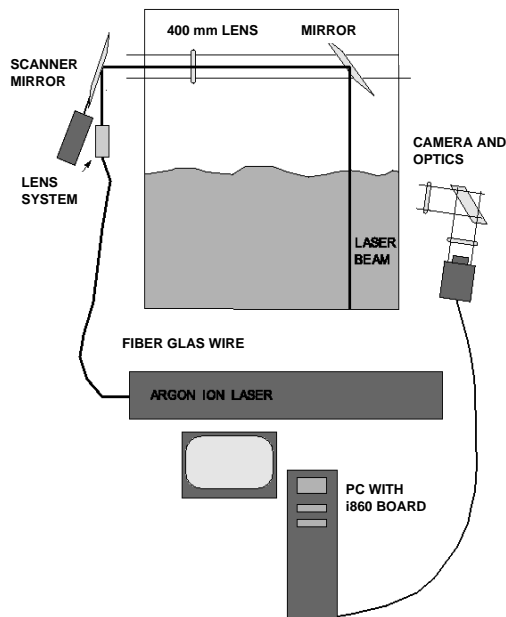 400 mm LENS
MIRROR
SCANNER
MIRROR
CAMERA AND
OPTICS
LENS
SYSTEM
LASER
BEAM
FIBER GLAS WIRE
ARGON ION LASER
PC WITH
i860 BOARD